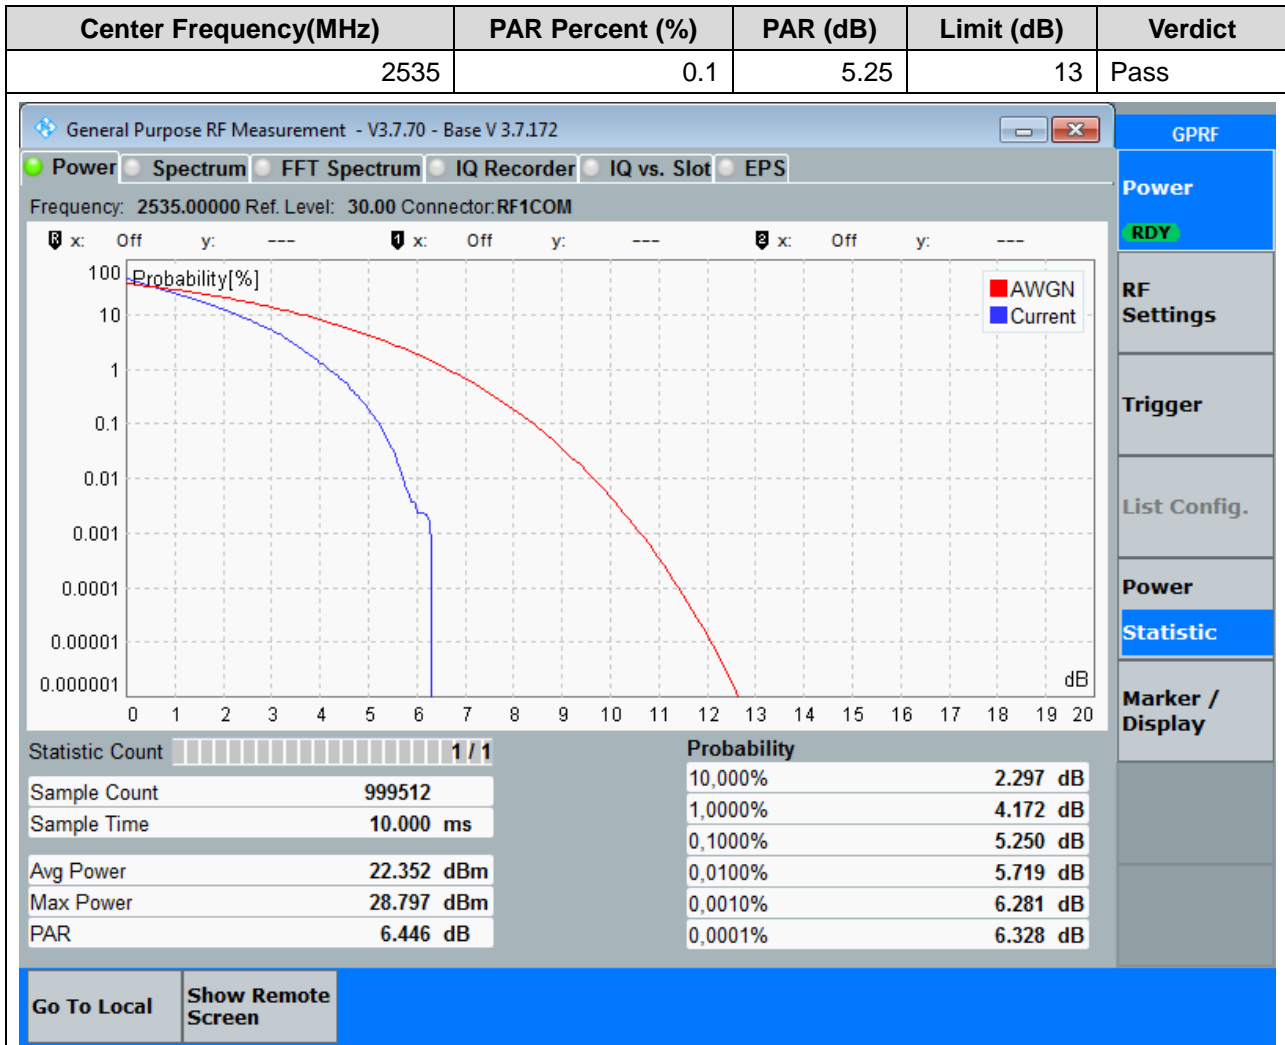 Center Frequency(MHz) PAR Percent (%) PAR (dB) Limit (dB) Verdict
2535 0.1 5.25 13 Pass
General Purpose RF Measurement - V3.7.70 - Base V 3.7.172
GPRF
Power Spectrum FFT Spectrum IQ Recorder IQ vs. Slot EPS
Frequency: 2535.00000 Ref. Level: 30.00 Connector: RF1COM
R x: Off y: --- 1 x: Off y: --- 2 x: Off y: ---
Probability[%]
AWGN
Current
100
10
1
0.1
0.01
0.001
0.0001
0.00001
0.000001
dB
0 1 2 3 4 5 6 7 8 9 10 11 12 13 14 15 16 17 18 19 20
Statistic Count 1 / 1
Sample Count 999512
Sample Time 10.000 ms
Avg Power 22.352 dBm
Max Power 28.797 dBm
PAR 6.446 dB
Probability
10,000% 2.297 dB
1,0000% 4.172 dB
0,1000% 5.250 dB
0,0100% 5.719 dB
0,0010% 6.281 dB
0,0001% 6.328 dB
Power
RDY
RF
Settings
Trigger
List Config.
Power
Statistic
Marker /
Display
Go To Local
Show Remote
Screen